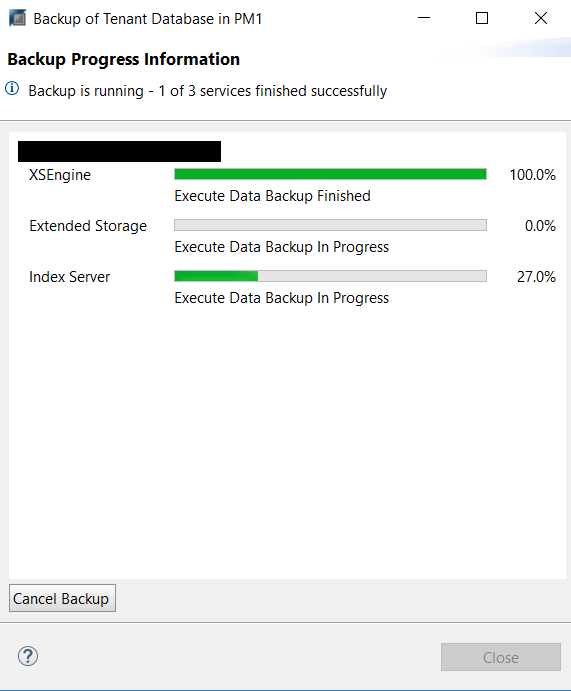 Backup of Tenant Database in PM1
Backup Progress Information
Backup is running - 1 of 3 services finished successfully
XSEngine 100.0%
Execute Data Backup Finished
Extended Storage 0.0%
Execute Data Backup In Progress
Index Server 27.0%
Execute Data Backup In Progress
Cancel Backup
Close